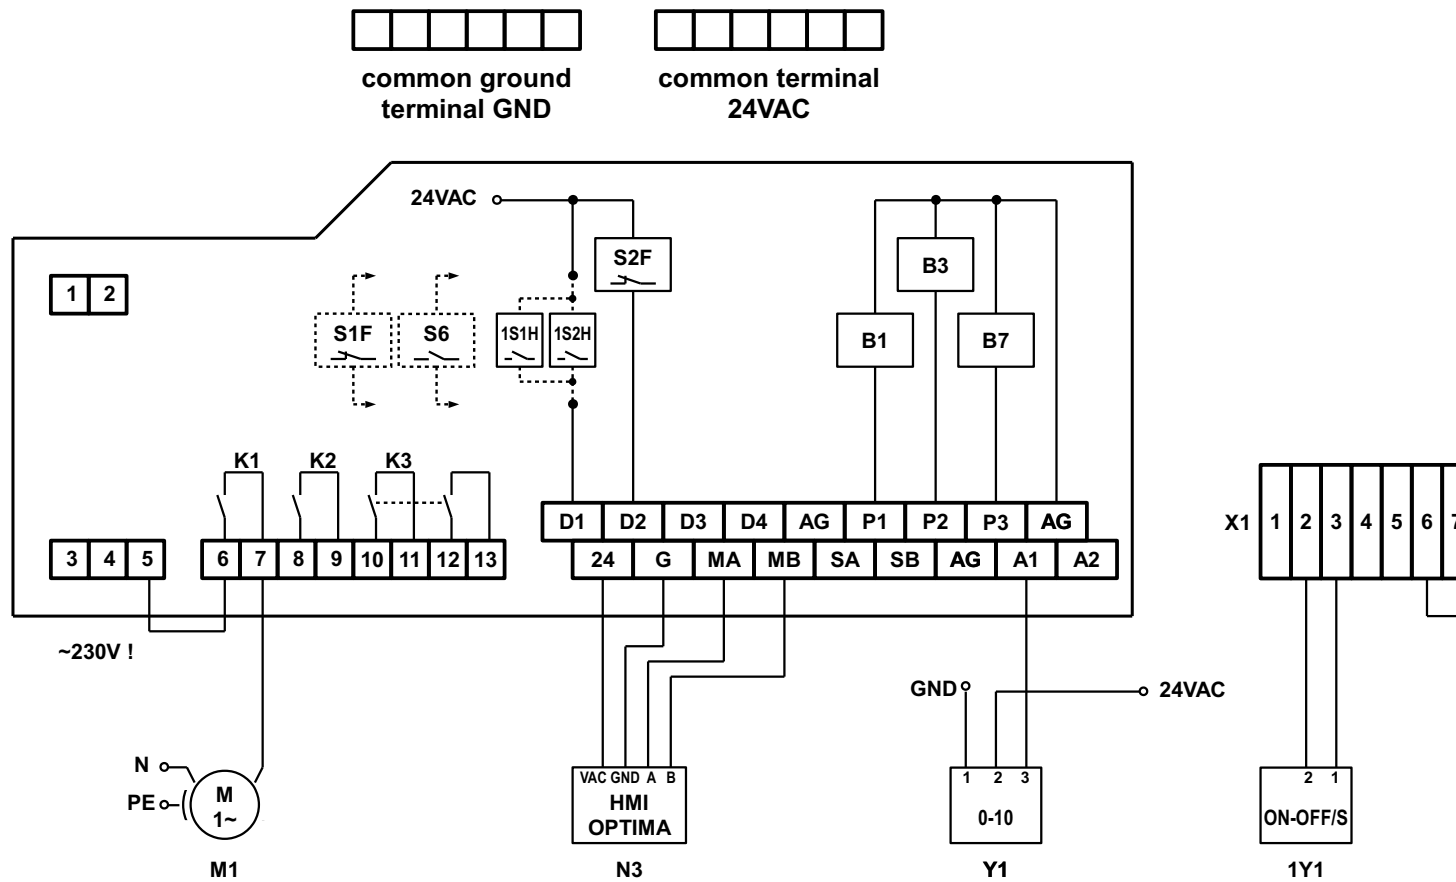 common ground
terminal GND
common terminal
24VAC
24VAC
S2F
B3
1 2
S1F
S6
1S1H
1S2H
B1
B7
K1
K2
K3
D1 D2 D3 D4 AG P1 P2 P3 AG
X1
1 2 3 4 5 6 7
3 4 5
6 7 8 9 10 11 12 13
24 G MA MB SA SB AG A1 A2
~230V !
GND
24VAC
N
PE
M
1~
VAC GND A B
HMI
OPTIMA
1 2 3
0-10
2 1
ON-OFF/S
M1
N3
Y1
1Y1